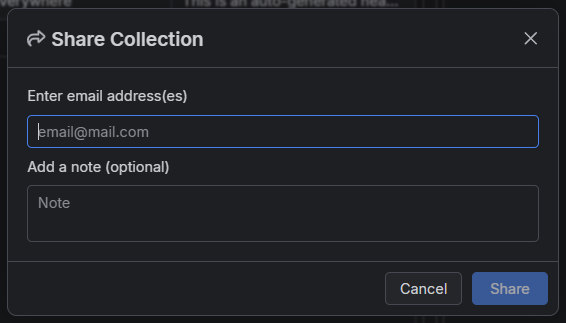 everywhere
This is an auto-generated hea...
Share Collection
Enter email address(es)
email@mail.com
Add a note (optional)
Note
Cancel
Share